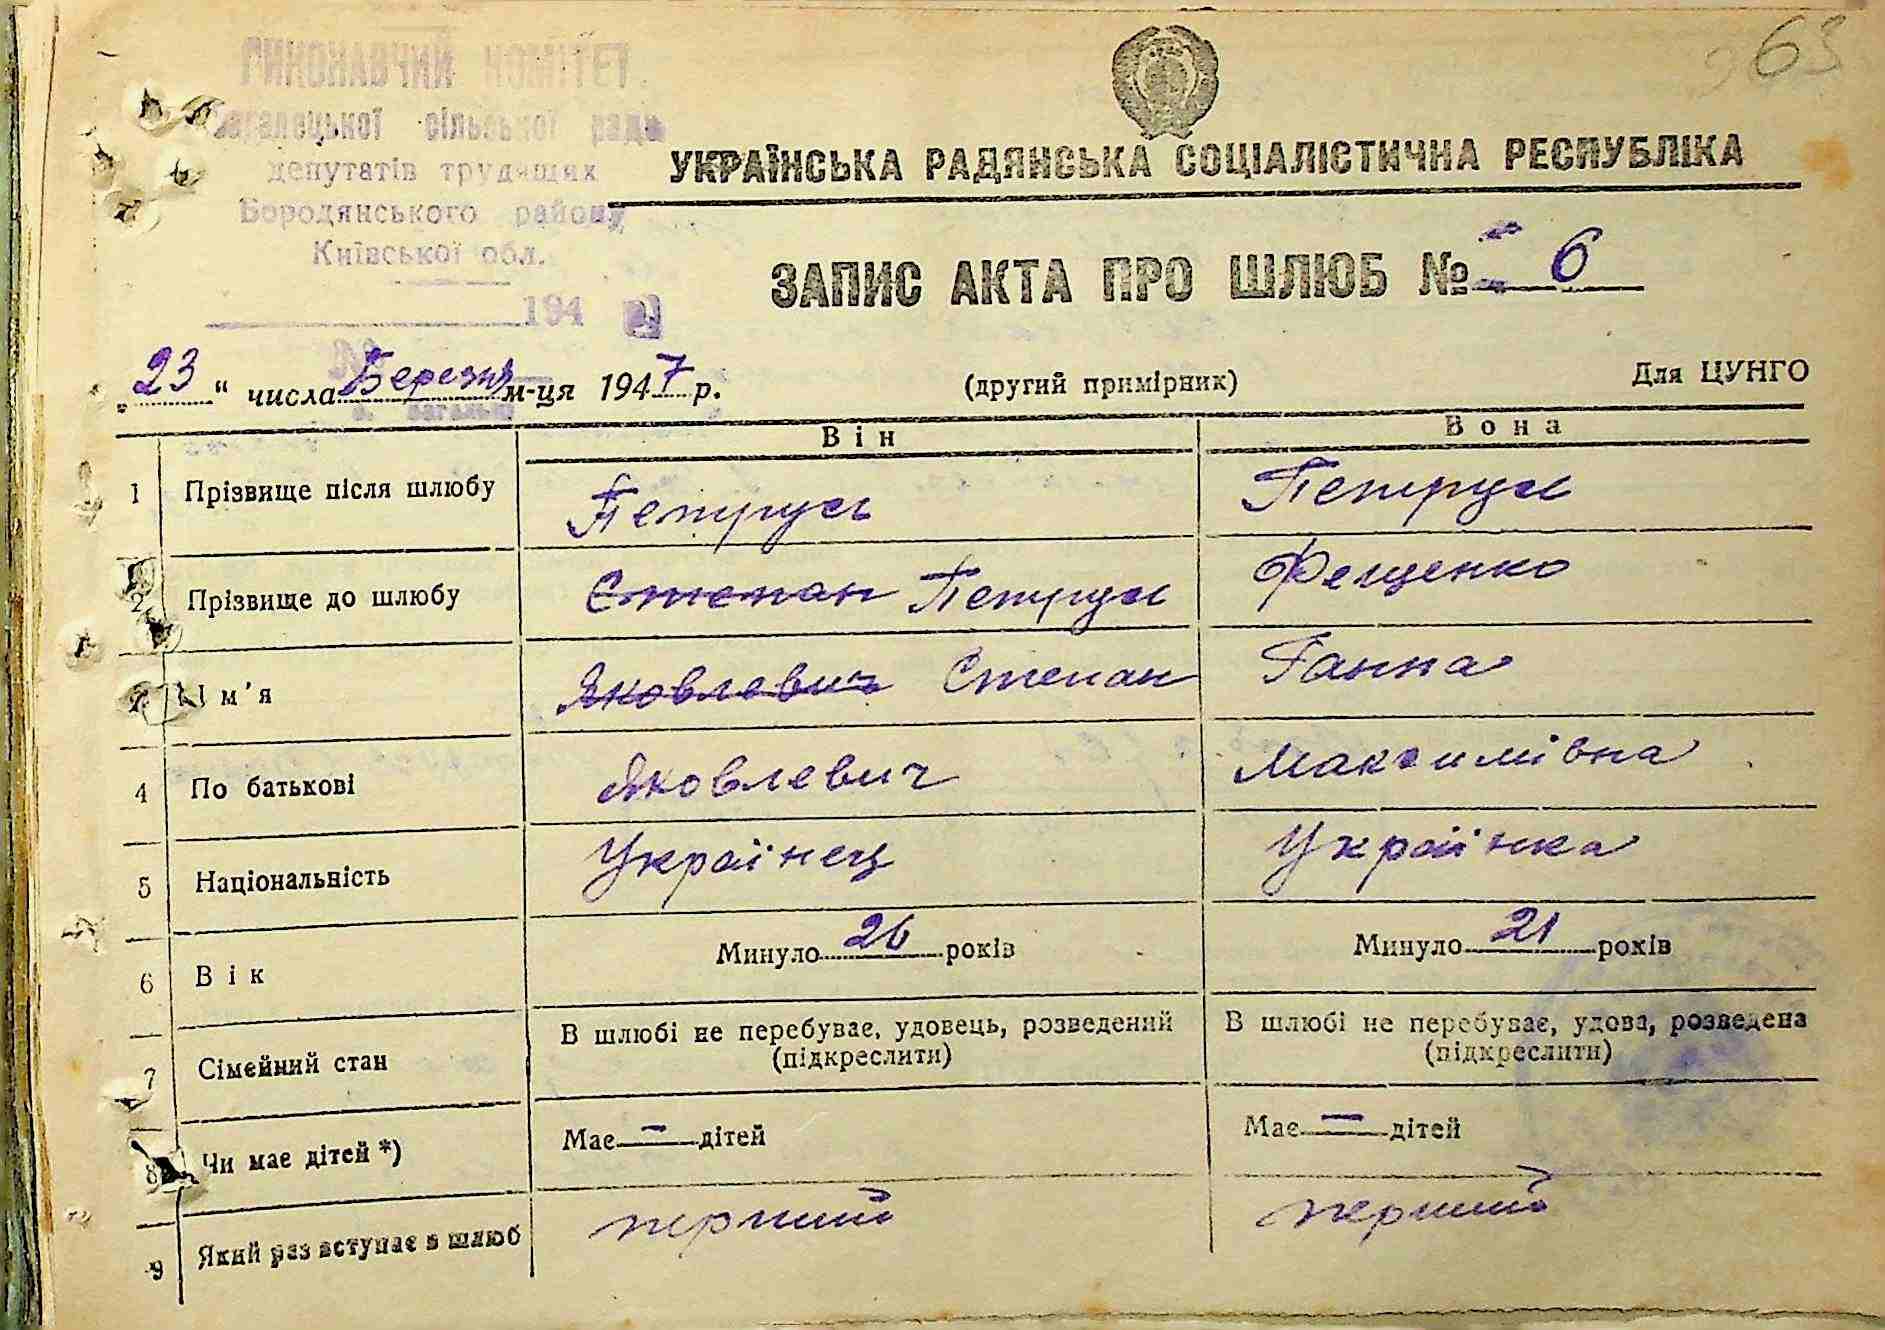 63
ВИКОНАВЧИЙ КОМІТЕТ
Загалецької сільської ради
депутатів трудящих
Бородянського району
Київської обл.
194
УКРАЇНСЬКА РАДЯНСЬКА СОЦІАЛІСТИЧНА РЕСПУБЛІКА
ЗАПИС АКТА ПРО ШЛЮБ № 6
„23“ числа Березня м-ця 1947 р. (другий примірник) Для ЦУНГО
Він Вона
1 Прізвище після шлюбу Петрусь Петрусь
2 Прізвище до шлюбу Степан Петрусь Фещенко
Ім'я Яковлевич Степан Ганна
4 По батькові Яковлевич Максимівна
5 Національність Українець Українка
6 Вік Минуло 26 років Минуло 21 років
7 Сімейний стан В шлюбі не перебуває, удовець, розведений (підкреслити) В шлюбі не перебуває, удова, розведена (підкреслити)
8 Чи має дітей *) Має — дітей Має — дітей
9 Який раз вступає в шлюб перший перший